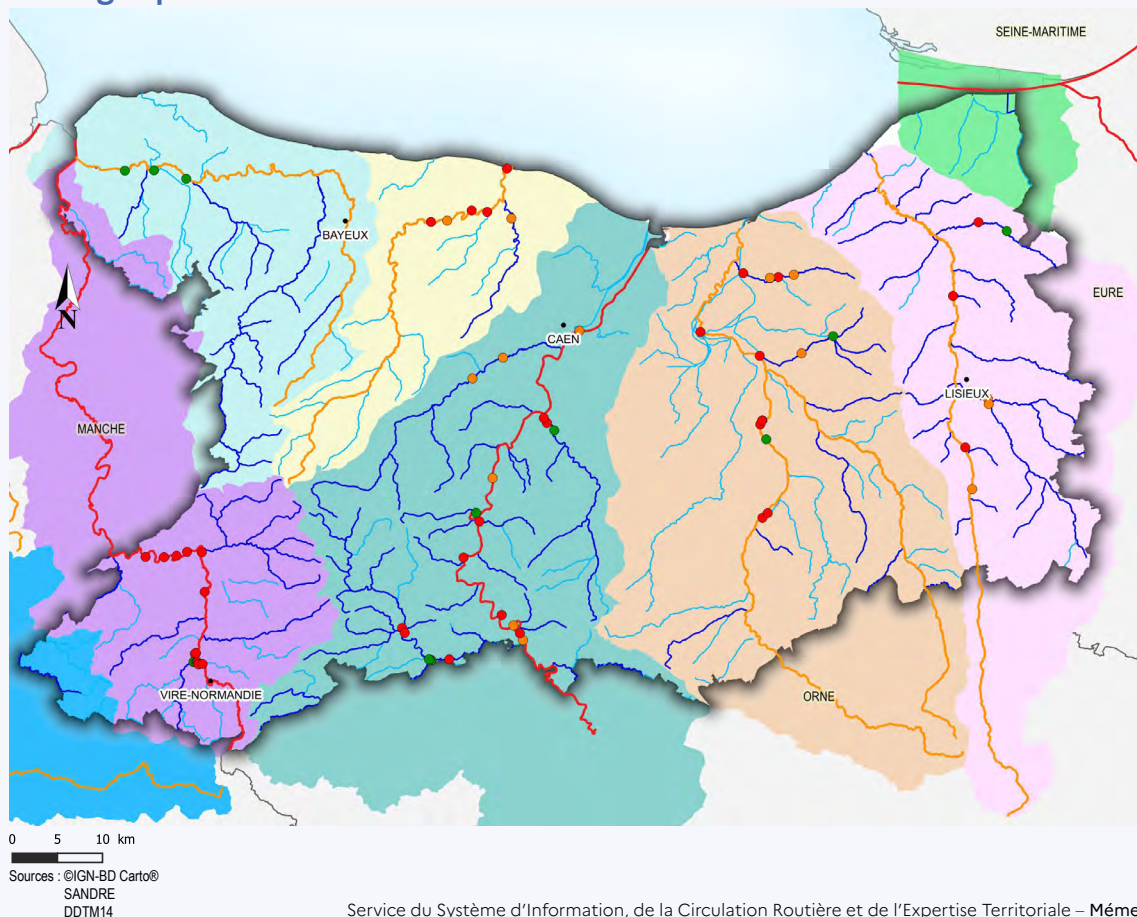 SEINE-MARITIME
BAYEUX
EURE
CAEN
LISIEUX
MANCHE
N
VIRE-NORMANDIE
ORNE
0 5 10 km
Sources : ©IGN-BD Carto®
SANDRE
DDTM14
Service du Système d'Information, de la Circulation Routière et de l'Expertise Territoriale – Méme